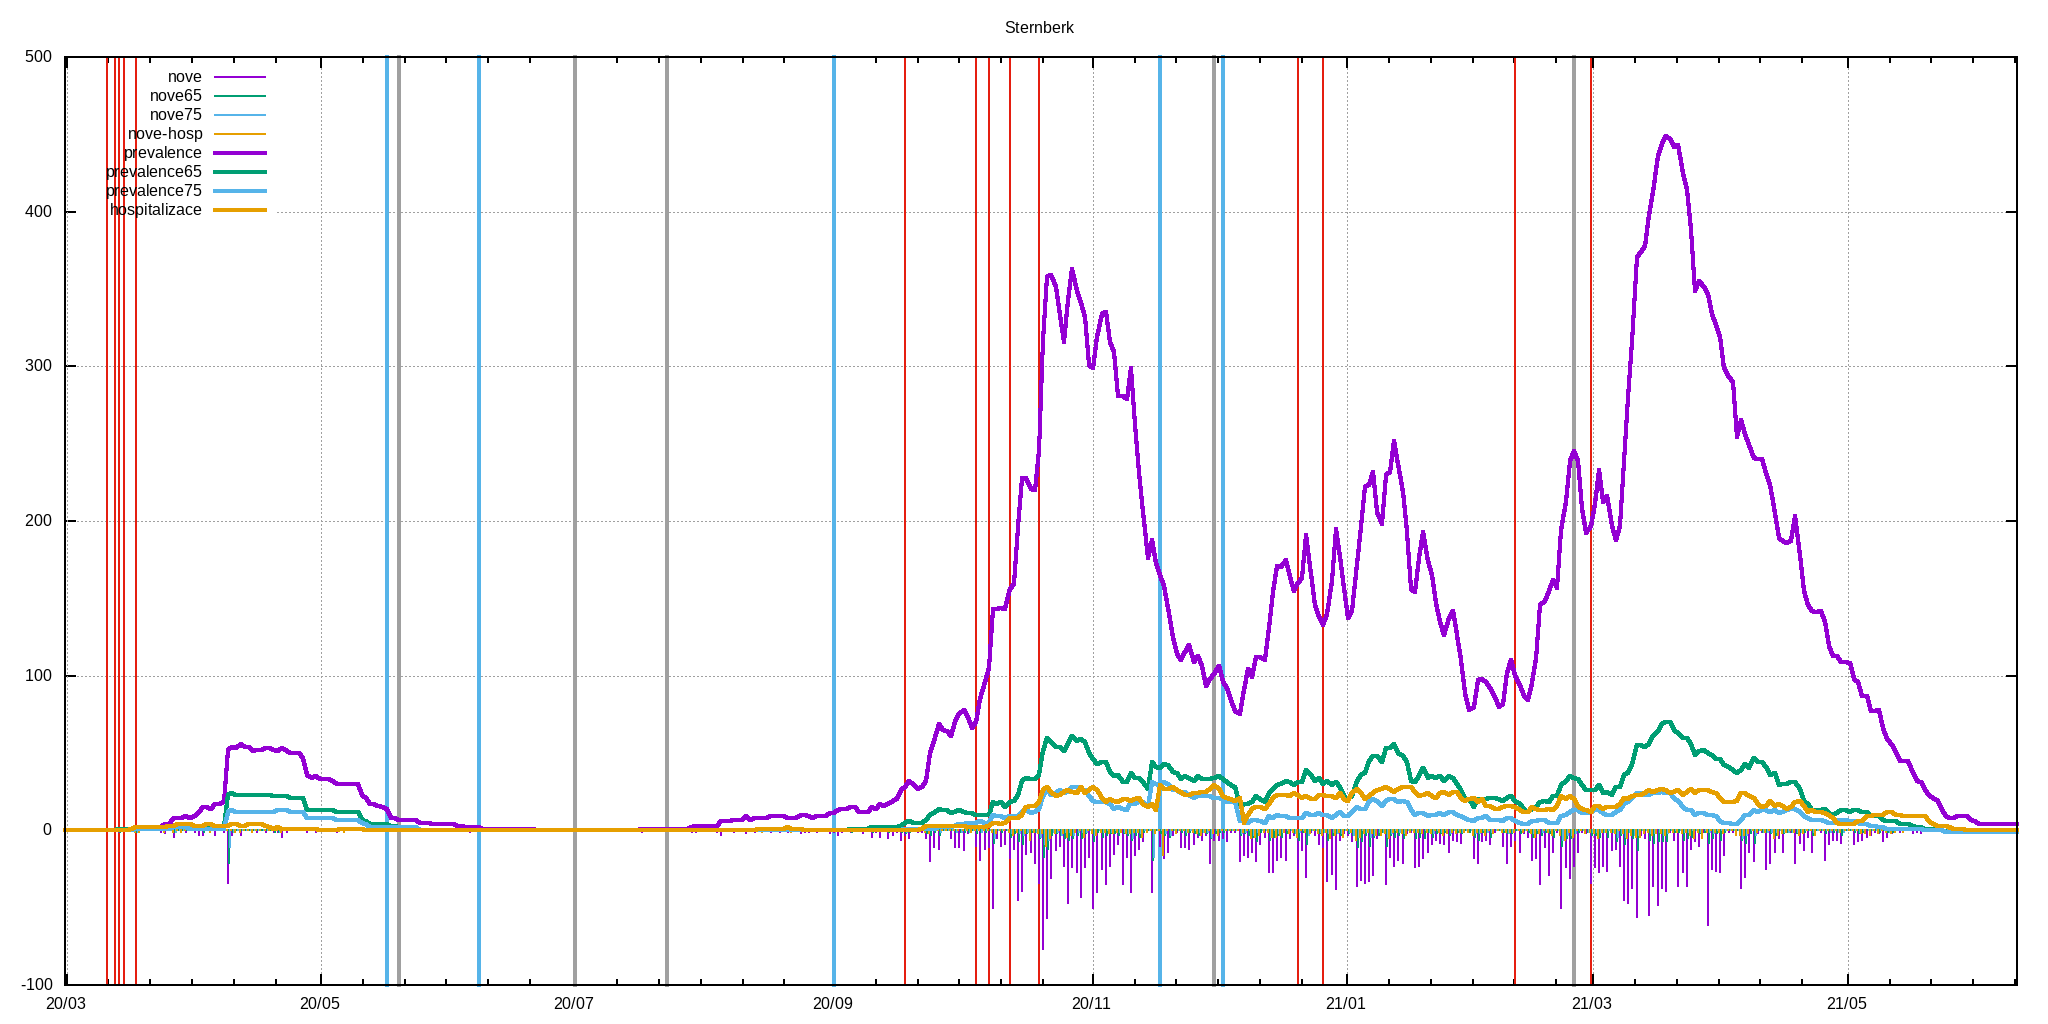 Sternberk
500
nove
nove65
nove75
nove-hosp
prevalence
prevalence65
prevalence75
hospitalizace
400
300
200
100
0
-100
20/03 20/05 20/07 20/09 20/11 21/01 21/03 21/05